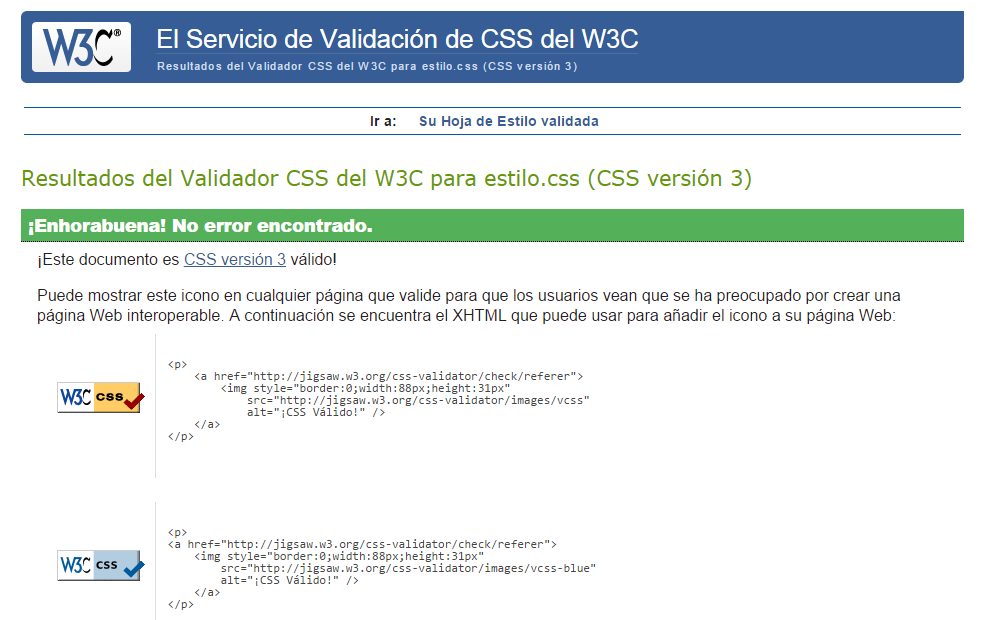 W3C®
El Servicio de Validación de CSS del W3C
Resultados del Validador CSS del W3C para estilo.css (CSS versión 3)
Ir a: Su Hoja de Estilo validada
Resultados del Validador CSS del W3C para estilo.css (CSS versión 3)
¡Enhorabuena! No error encontrado.
¡Este documento es CSS versión 3 válido!
Puede mostrar este icono en cualquier página que valide para que los usuarios vean que se ha preocupado por crear una
página Web interoperable. A continuación se encuentra el XHTML que puede usar para añadir el icono a su página Web:
W3C css
<p>
    <a href="http://jigsaw.w3.org/css-validator/check/referer">
        <img style="border:0;width:88px;height:31px"
            src="http://jigsaw.w3.org/css-validator/images/vcss"
            alt="¡CSS Válido!" />
    </a>
</p>
W3C css
<p>
<a href="http://jigsaw.w3.org/css-validator/check/referer">
    <img style="border:0;width:88px;height:31px"
        src="http://jigsaw.w3.org/css-validator/images/vcss-blue"
        alt="¡CSS Válido!" />
    </a>
</p>